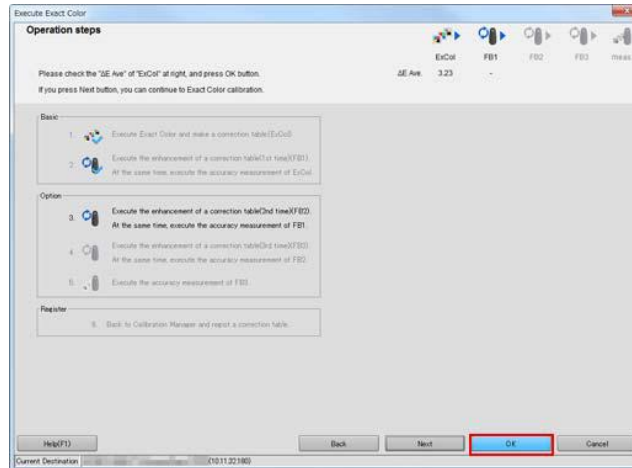 Execute Exact Color
Operation steps
ExCol FB1 FB2 FB3 meas.
Please check the "ΔE Ave" of "ExCol" at right, and press OK button.
ΔE Ave. 3.23 -
If you press Next button, you can continue to Exact Color calibration.
Basic
1. Execute Exact Color and make a correction table(ExCol)
2. Execute the enhancement of a correction table(1st time)(FB1).
At the same time, execute the accuracy measurement of ExCol.
Option
3. Execute the enhancement of a correction table(2nd time)(FB2).
At the same time, execute the accuracy measurement of FB1.
4. Execute the enhancement of a correction table(3rd time)(FB3).
At the same time, execute the accuracy measurement of FB2.
5. Execute the accuracy measurement of FB3.
Register
6. Back to Calibration Manager and regist a correction table.
Help(F1) Back Next OK Cancel
Current Destination